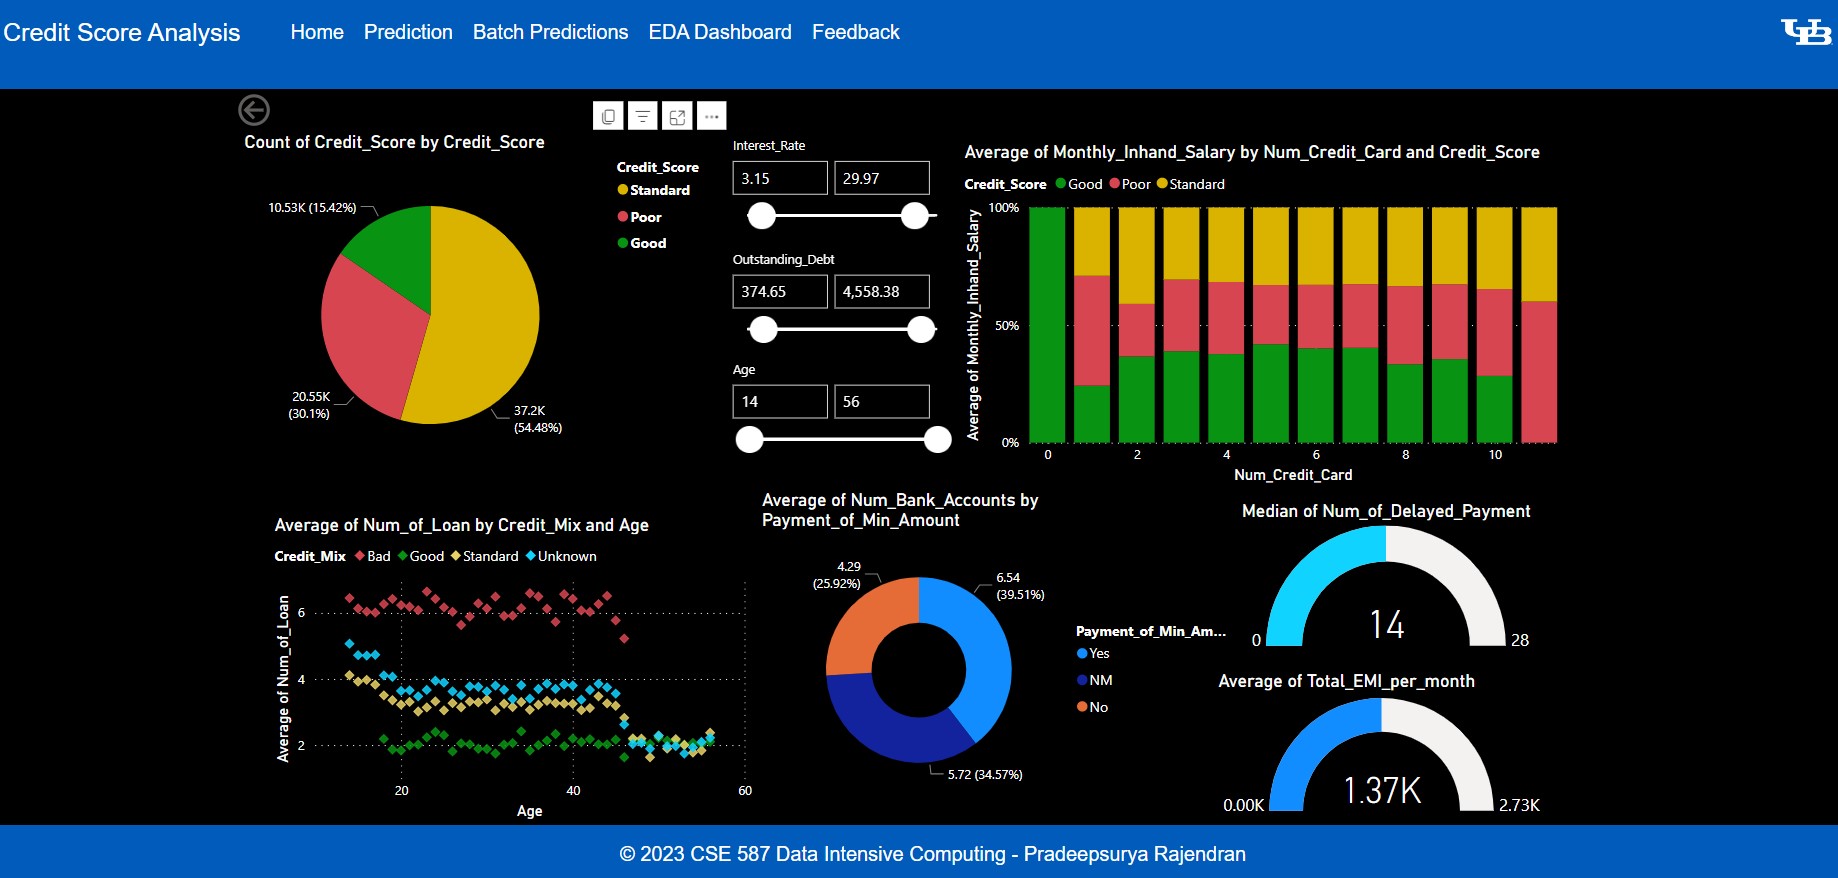 Credit Score Analysis
Home
Prediction
Batch Predictions
EDA Dashboard
Feedback
UB
Count of Credit_Score by Credit_Score
10.53K (15.42%)
20.55K
(30.1%)
37.2K
(54.48%)
Credit_Score
Standard
Poor
Good
Interest_Rate
3.15
29.97
Outstanding_Debt
374.65
4,558.38
Age
14
56
Average of Monthly_Inhand_Salary by Num_Credit_Card and Credit_Score
Credit_Score Good Poor Standard
Average of Monthly_Inhand_Salary
100%
50%
0%
0 2 4 6 8 10
Num_Credit_Card
Average of Num_of_Loan by Credit_Mix and Age
Credit_Mix Bad Good Standard Unknown
Average of Num_of_Loan
6
4
2
20 40 60
Age
Average of Num_Bank_Accounts by
Payment_of_Min_Amount
4.29
(25.92%)
6.54
(39.51%)
5.72 (34.57%)
Payment_of_Min_Am...
Yes
NM
No
Median of Num_of_Delayed_Payment
0
14
28
Average of Total_EMI_per_month
0.00K
1.37K
2.73K
© 2023 CSE 587 Data Intensive Computing - Pradeepsurya Rajendran